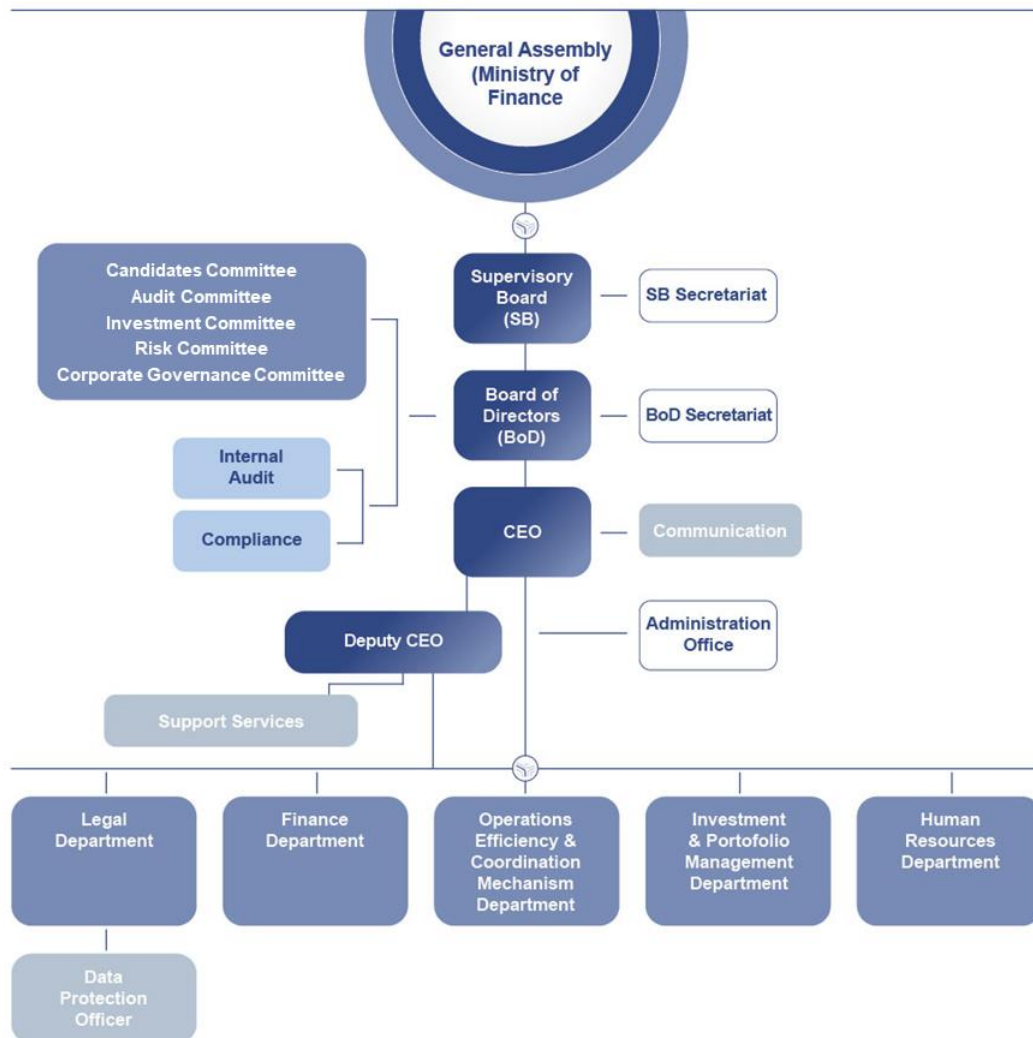 General Assembly
(Ministry of
Finance
Candidates Committee
Audit Committee
Investment Committee
Risk Committee
Corporate Governance Committee
Supervisory
Board
(SB)
SB Secretariat
Board of
Directors
(BoD)
BoD Secretariat
Internal
Audit
Compliance
CEO
Communication
Deputy CEO
Administration
Office
Support Services
Legal
Department
Finance
Department
Operations
Efficiency &
Coordination
Mechanism
Department
Investment
& Portofolio
Management
Department
Human
Resources
Department
Data
Protection
Officer